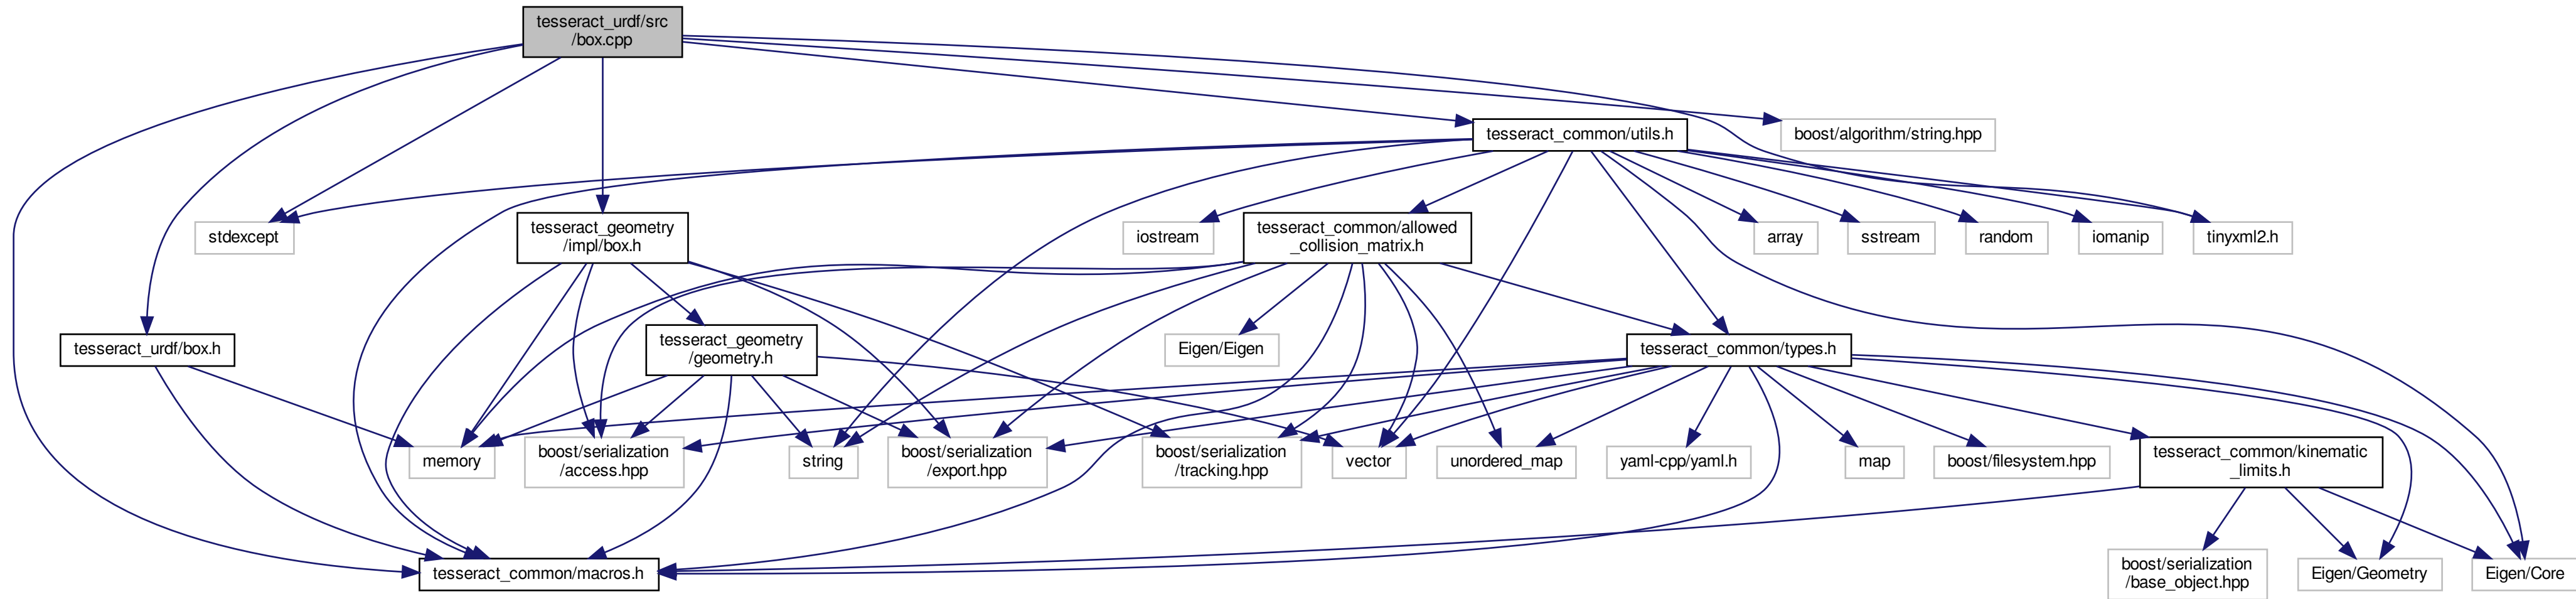 tesseract_urdf/src
/box.cpp
tesseract_common/utils.h
boost/algorithm/string.hpp
stdexcept
tesseract_geometry
/impl/box.h
iostream
tesseract_common/allowed
_collision_matrix.h
array
sstream
random
iomanip
tinyxml2.h
tesseract_urdf/box.h
tesseract_geometry
/geometry.h
Eigen/Eigen
tesseract_common/types.h
memory
boost/serialization
/access.hpp
string
boost/serialization
/export.hpp
boost/serialization
/tracking.hpp
vector
unordered_map
yaml-cpp/yaml.h
map
boost/filesystem.hpp
tesseract_common/kinematic
_limits.h
tesseract_common/macros.h
boost/serialization
/base_object.hpp
Eigen/Geometry
Eigen/Core